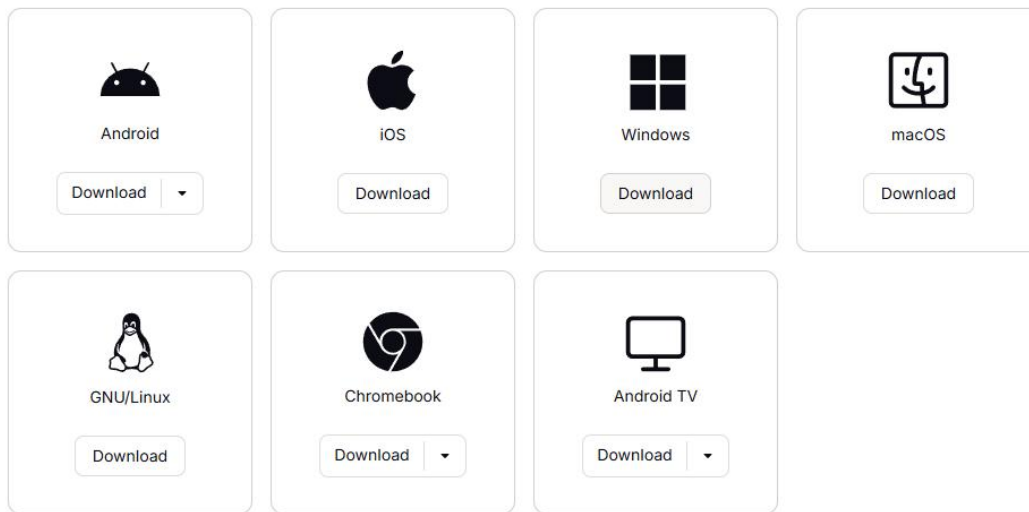 Android
Download
iOS
Download
Windows
Download
macOS
Download
GNU/Linux
Download
Chromebook
Download
Android TV
Download